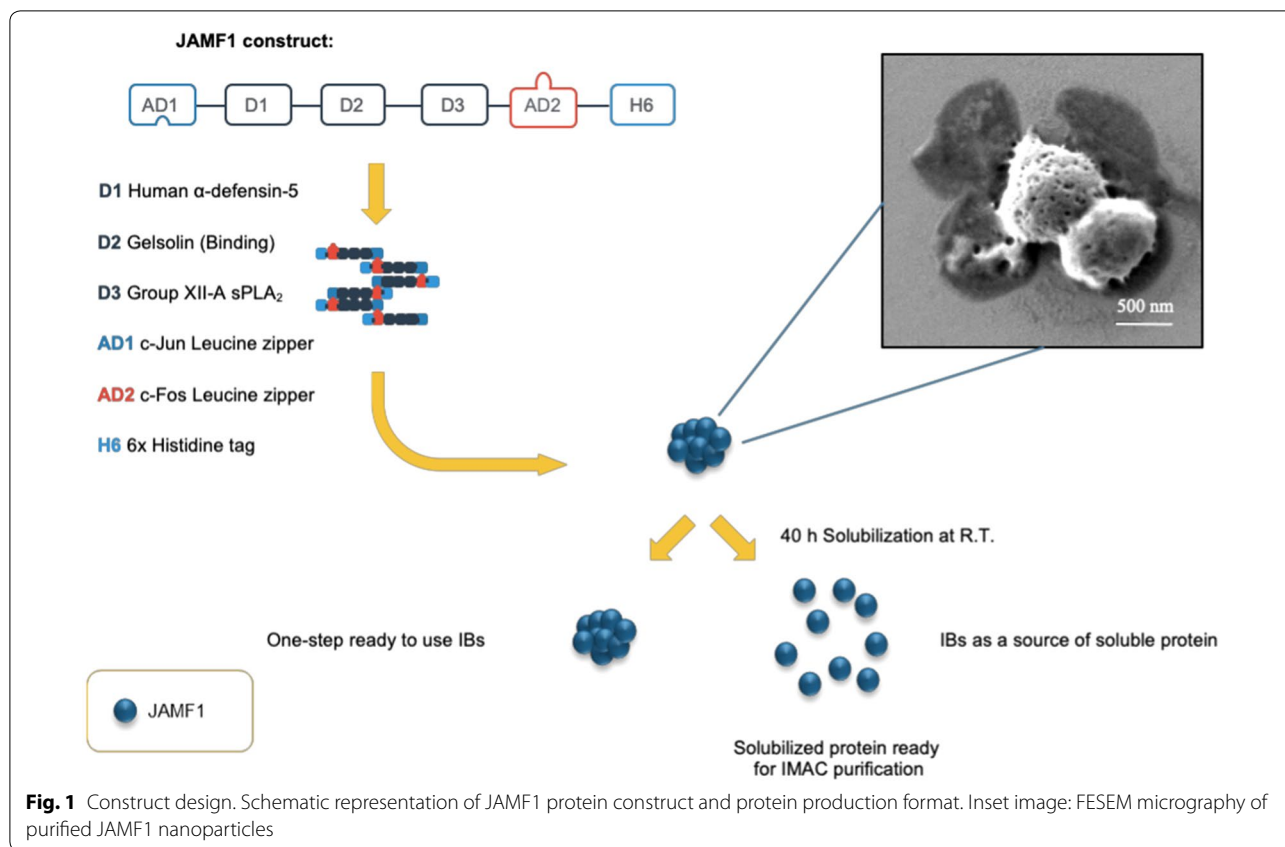 JAMF1 construct:
AD1 D1 D2 D3 AD2 H6
D1 Human α-defensin-5
D2 Gelsolin (Binding)
D3 Group XII-A sPLA₂
AD1 c-Jun Leucine zipper
AD2 c-Fos Leucine zipper
H6 6x Histidine tag
500 nm
40 h Solubilization at R.T.
One-step ready to use IBs
IBs as a source of soluble protein
JAMF1
Solubilized protein ready
for IMAC purification
Fig. 1 Construct design. Schematic representation of JAMF1 protein construct and protein production format. Inset image: FESEM micrography of
purified JAMF1 nanoparticles